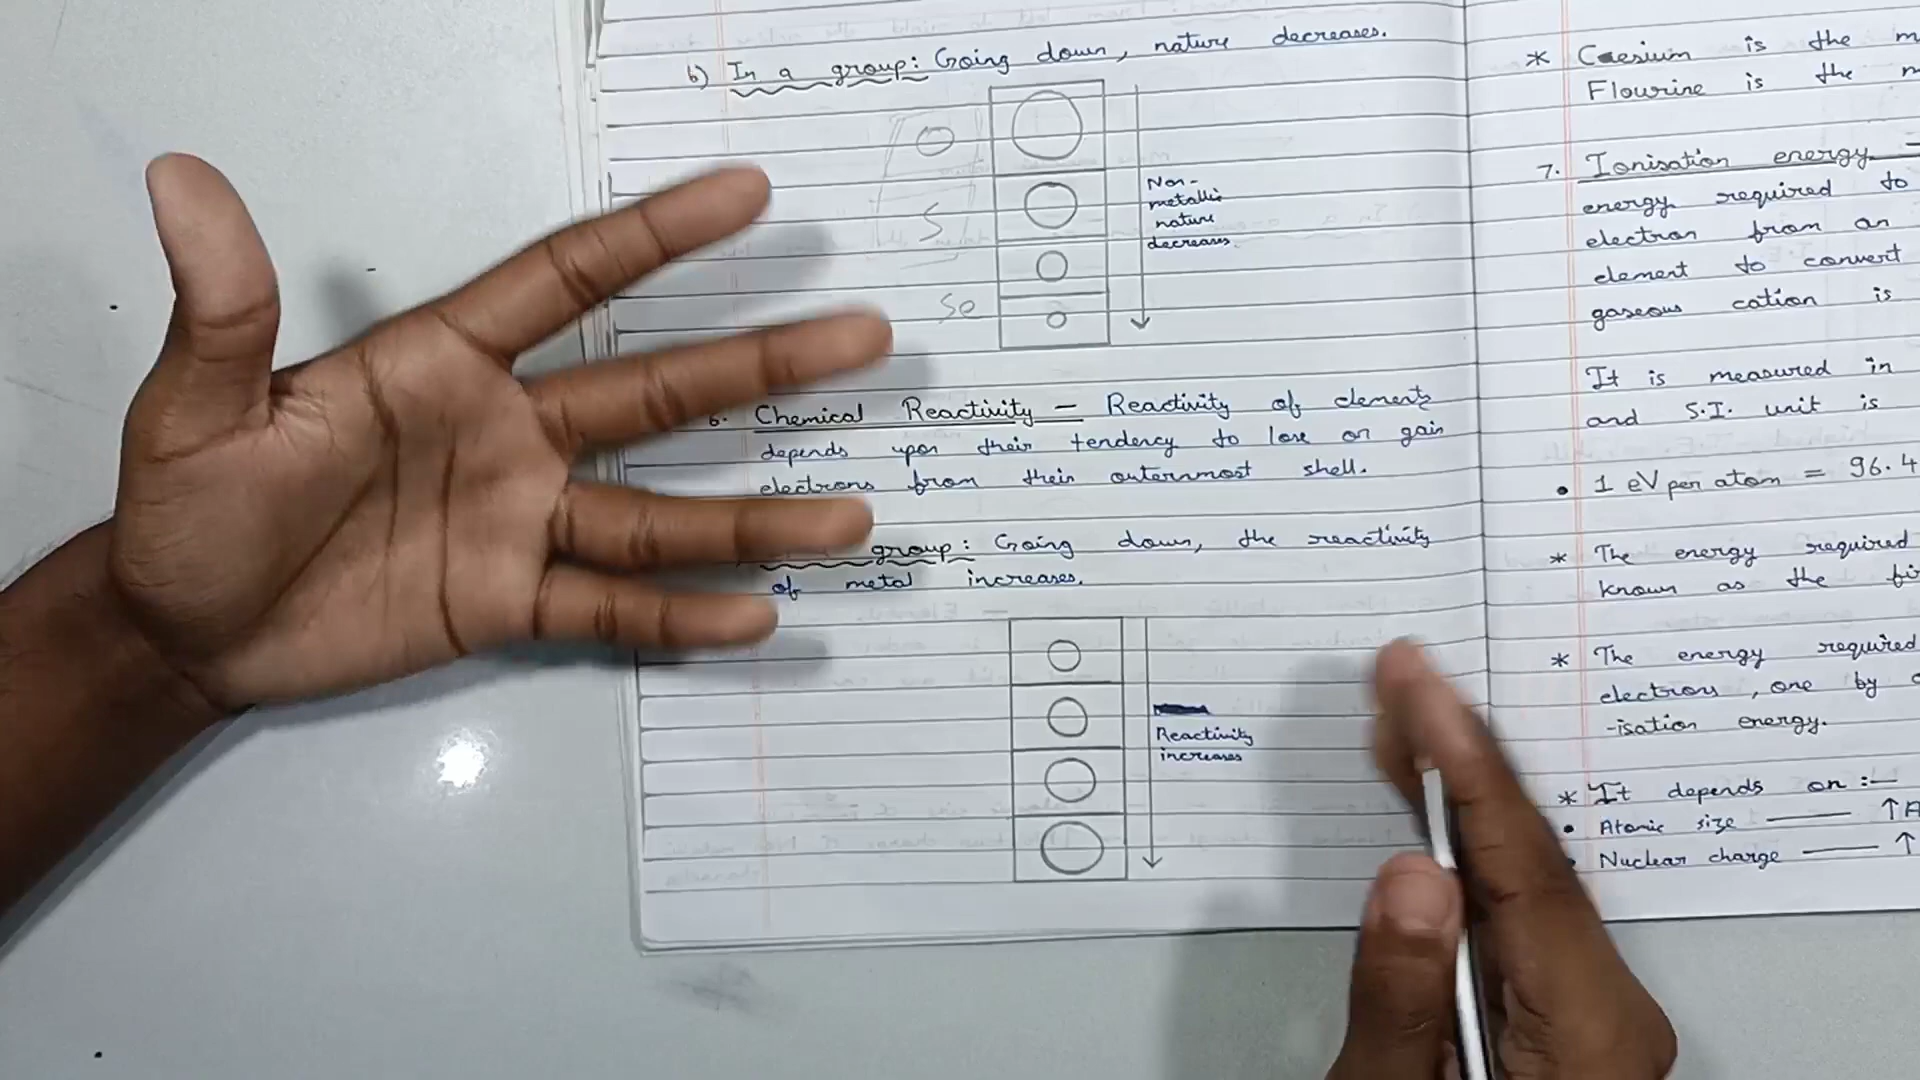 b) In a group: Going down, nature decreases.
O
S
Se
Non-
metallic
nature
decreases.
6. Chemical Reactivity — Reactivity of elements
depends upon their tendency to lose or gain
electrons from their outermost shell.
group: Going down, the reactivity
of metal increases.
Reactivity
increases
* Caesium is the m
Flourine is the m
7. Ionisation energy —
energy required to
electron from an
element to convert
gaseous cation is
It is measured in
and S.I. unit is
• 1 eV per atom = 96.4
* The energy required
known as the fi
* The energy required
electrons, one by
-isation energy.
* It depends on :—
• Atomic size —— ↑A
Nuclear charge —— ↑